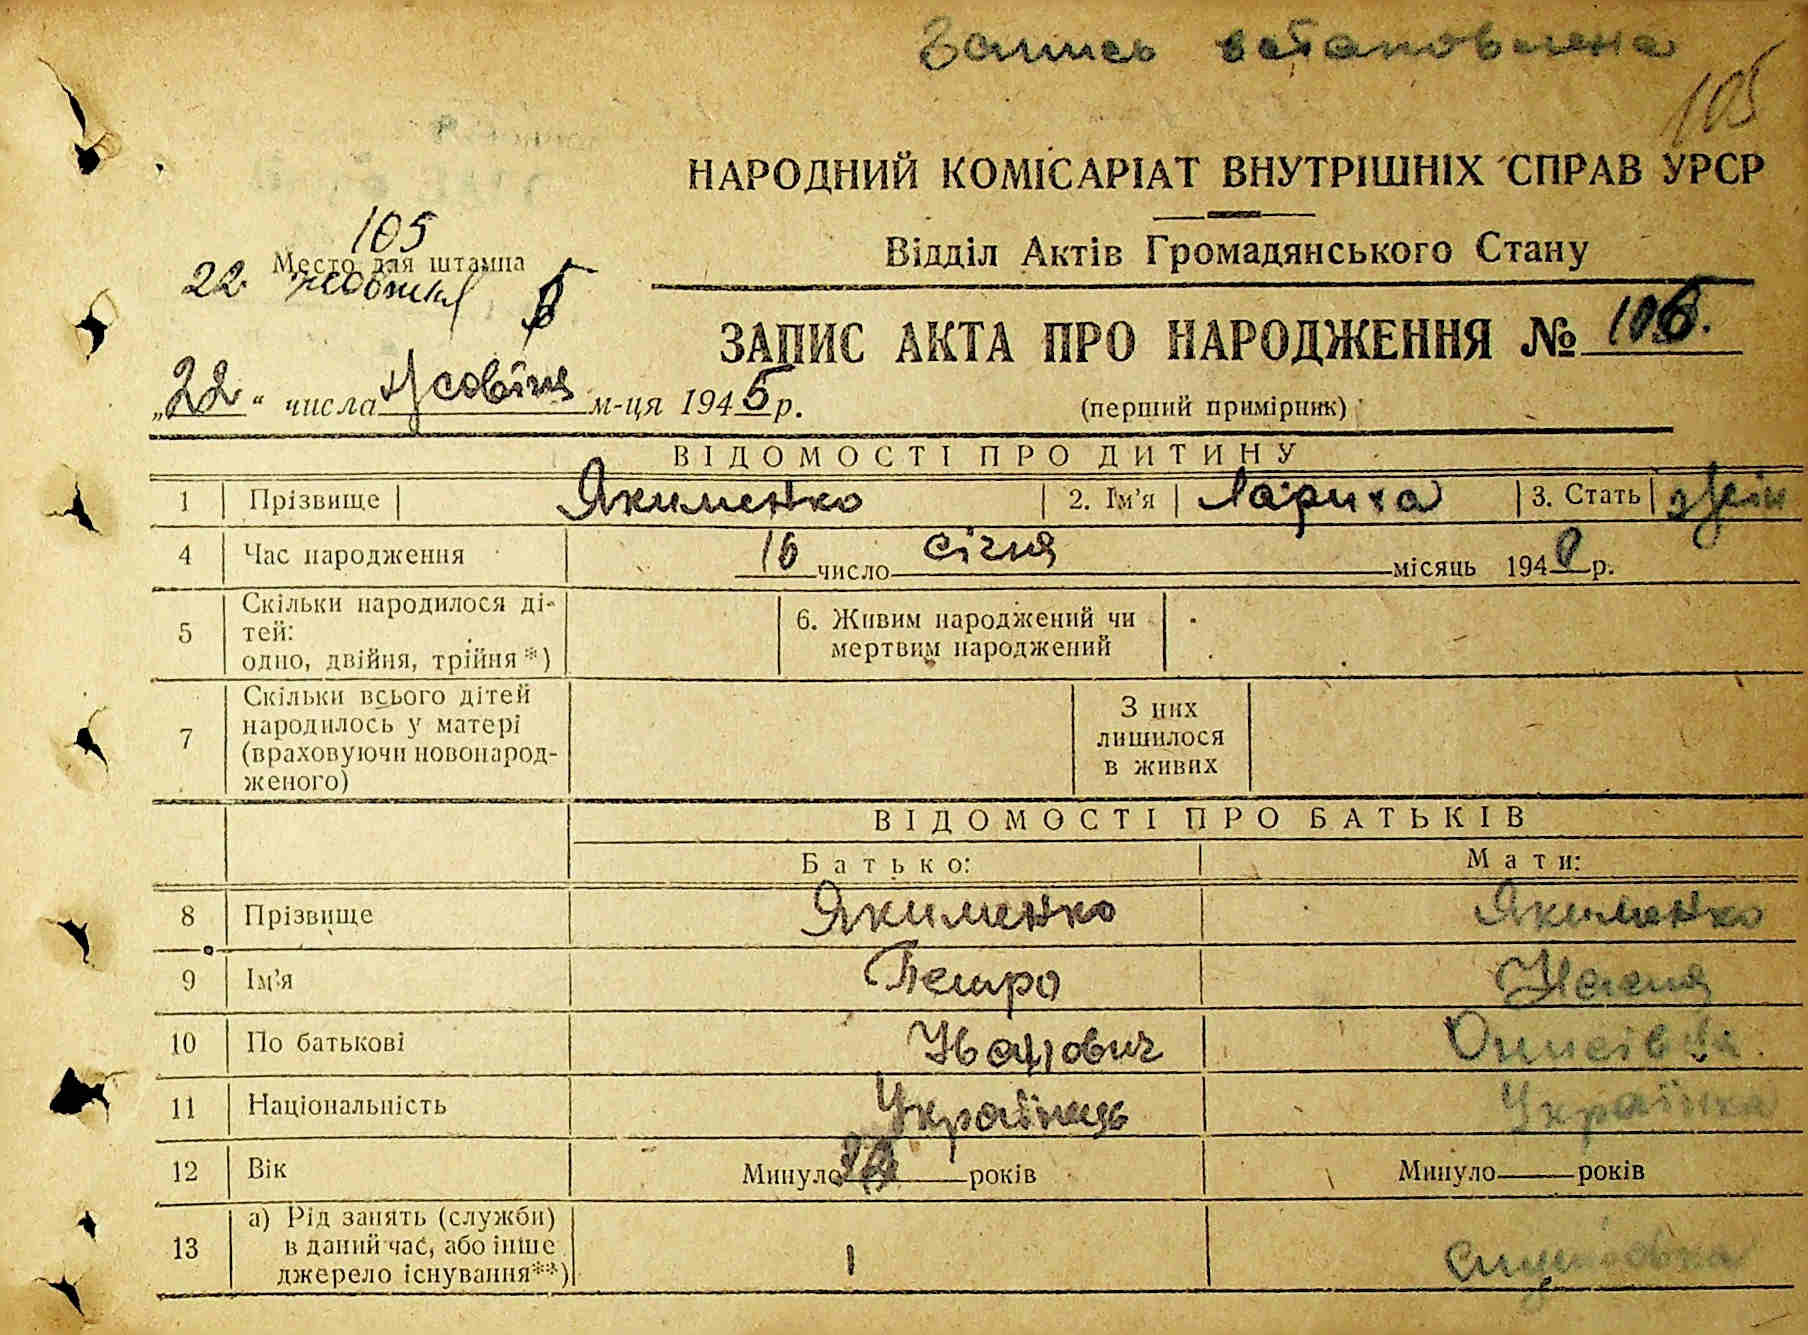 Запись встановлена
105
НАРОДНИЙ КОМІСАРІАТ ВНУТРІШНІХ СПРАВ УРСР
105
Место для штампа
22 жовтня
Відділ Актів Громадянського Стану
ЗАПИС АКТА ПРО НАРОДЖЕННЯ № 105.
„22“ числа Жовтня м-ця 1945 р.
(перший примірник)
ВІДОМОСТІ ПРО ДИТИНУ
1 Прізвище Якименко 2. Ім’я Лариса 3. Стать жін
4 Час народження 16 число січня місяць 194 р.
5 Скільки народилося ді-
тей:
одно, двійня, трійня*)
6. Живим народжений чи
мертвим народжений
7 Скільки всього дітей
народилось у матері
(враховуючи новонарод-
женого)
З них
лишилося
в живих
ВІДОМОСТІ ПРО БАТЬКІВ
Батько: Мати:
8 Прізвище Якименко Якименко
9 Ім’я Петро
10 По батькові Іванович
11 Національність Українець Українка
12 Вік Минуло років Минуло років
13 а) Рід занять (служби)
в даний час, або інше
джерело існування**)